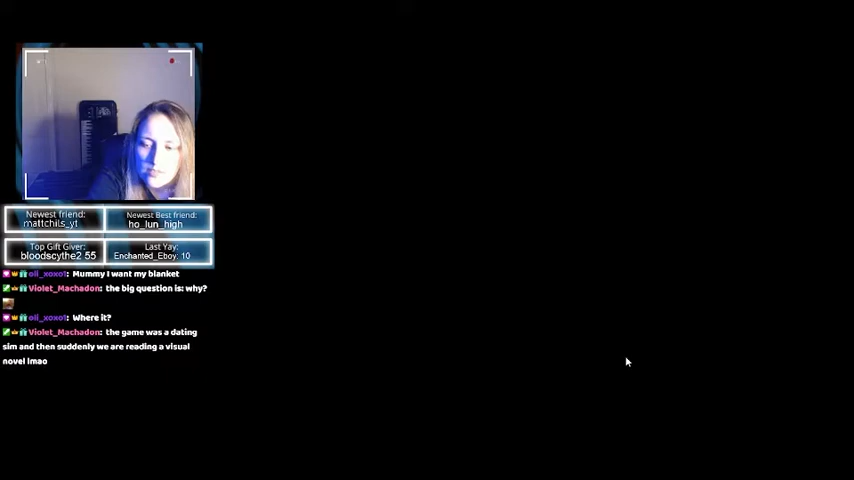 Newest friend:
mattchils_yt
Newest Best friend:
ho_lun_high
Top Gift Giver:
bloodscythe2 55
Last Yay:
Enchanted_Eboy: 10
oli_xoxo1: Mummy I want my blanket
Violet_Machadon: the big question is: why?
oli_xoxo1: Where it?
Violet_Machadon: the game was a dating
sim and then suddenly we are reading a visual
novel lmao